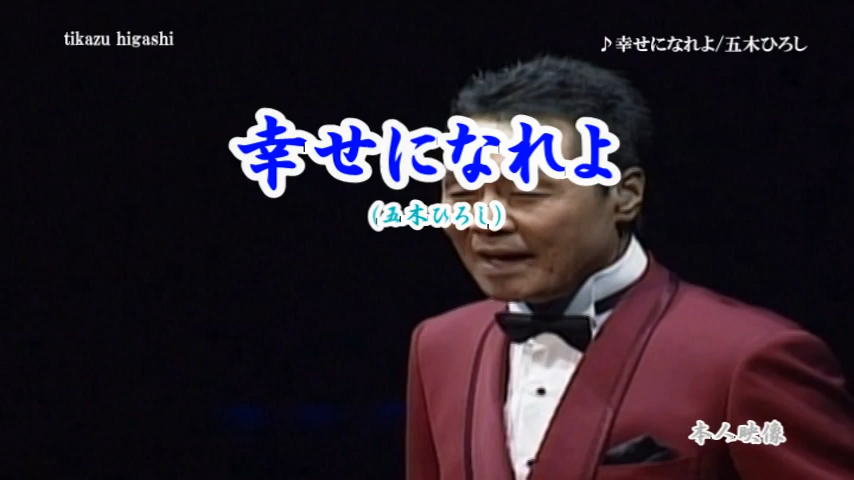 tikazu higashi
♪幸せになれよ/五木ひろし
幸せになれよ
(五木ひろし)
本人映像